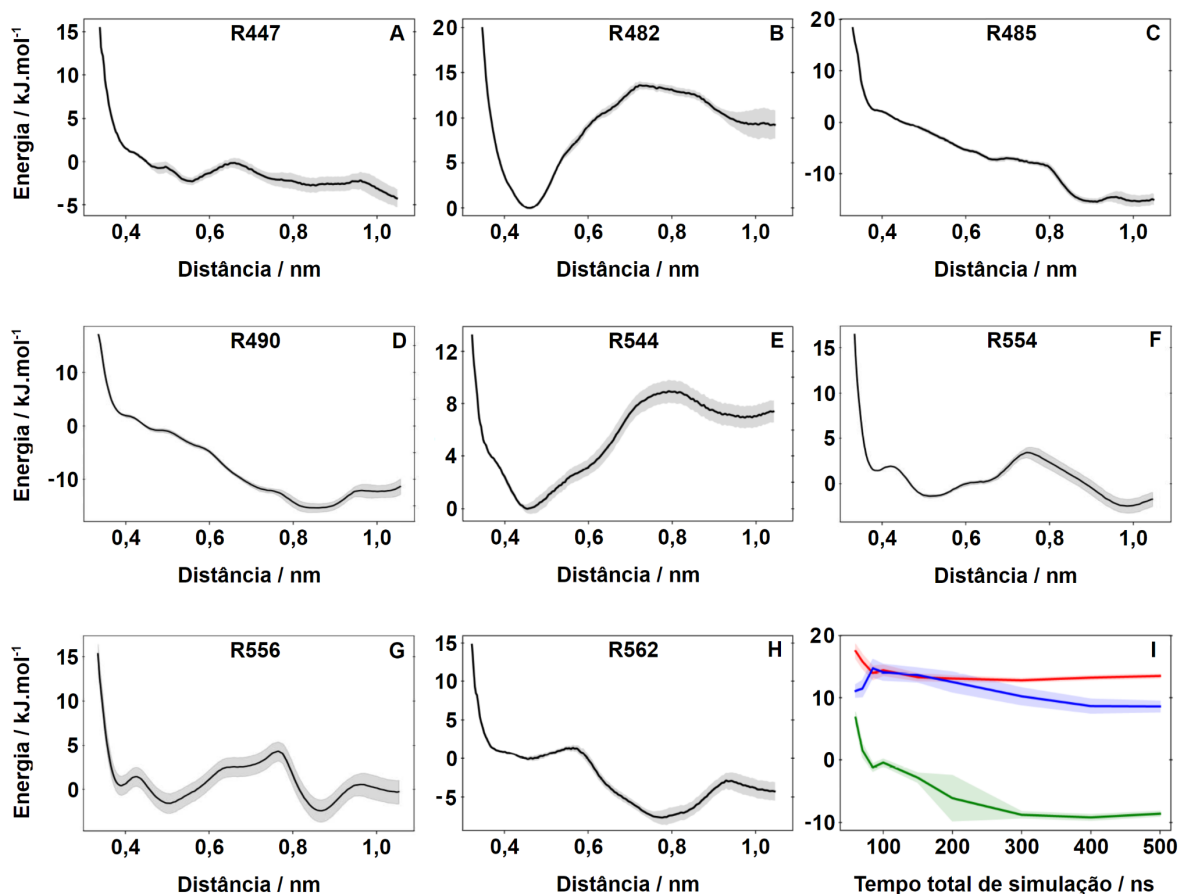 R447 A
Energia / kJ.mol⁻¹
15
10
5
0
-5
0,4 0,6 0,8 1,0
Distância / nm
R482 B
20
15
10
5
0
0,4 0,6 0,8 1,0
Distância / nm
R485 C
20
10
0
-10
0,4 0,6 0,8 1,0
Distância / nm
R490 D
Energia / kJ.mol⁻¹
10
0
-10
0,4 0,6 0,8 1,0
Distância / nm
R544 E
12
8
4
0
0,4 0,6 0,8 1,0
Distância / nm
R554 F
15
10
5
0
0,4 0,6 0,8 1,0
Distância / nm
R556 G
Energia / kJ.mol⁻¹
15
10
5
0
0,4 0,6 0,8 1,0
Distância / nm
R562 H
15
10
5
0
-5
0,4 0,6 0,8 1,0
Distância / nm
I
20
10
0
-10
100 200 300 400 500
Tempo total de simulação / ns